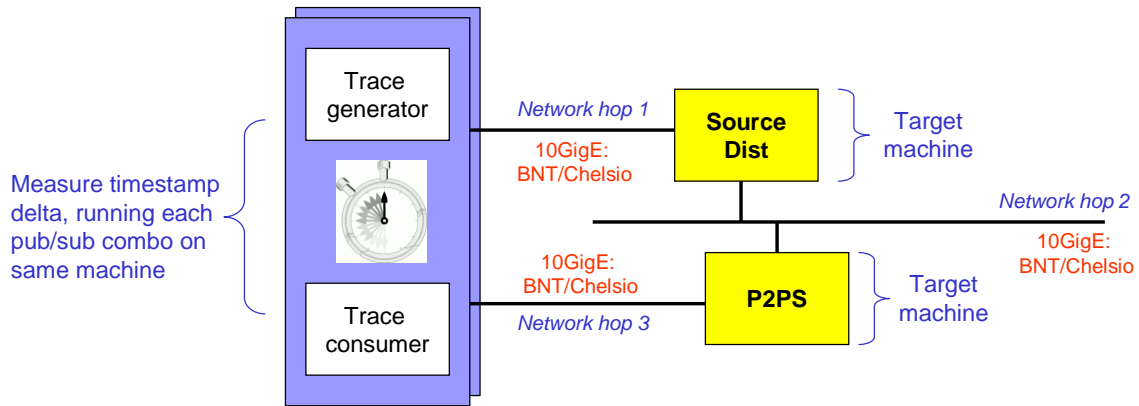 Trace
generator
Network hop 1
10GigE:
BNT/Chelsio
Source
Dist
Target
machine
Measure timestamp
delta, running each
pub/sub combo on
same machine
Network hop 2
10GigE:
BNT/Chelsio
10GigE:
BNT/Chelsio
P2PS
Target
machine
Network hop 3
Trace
consumer